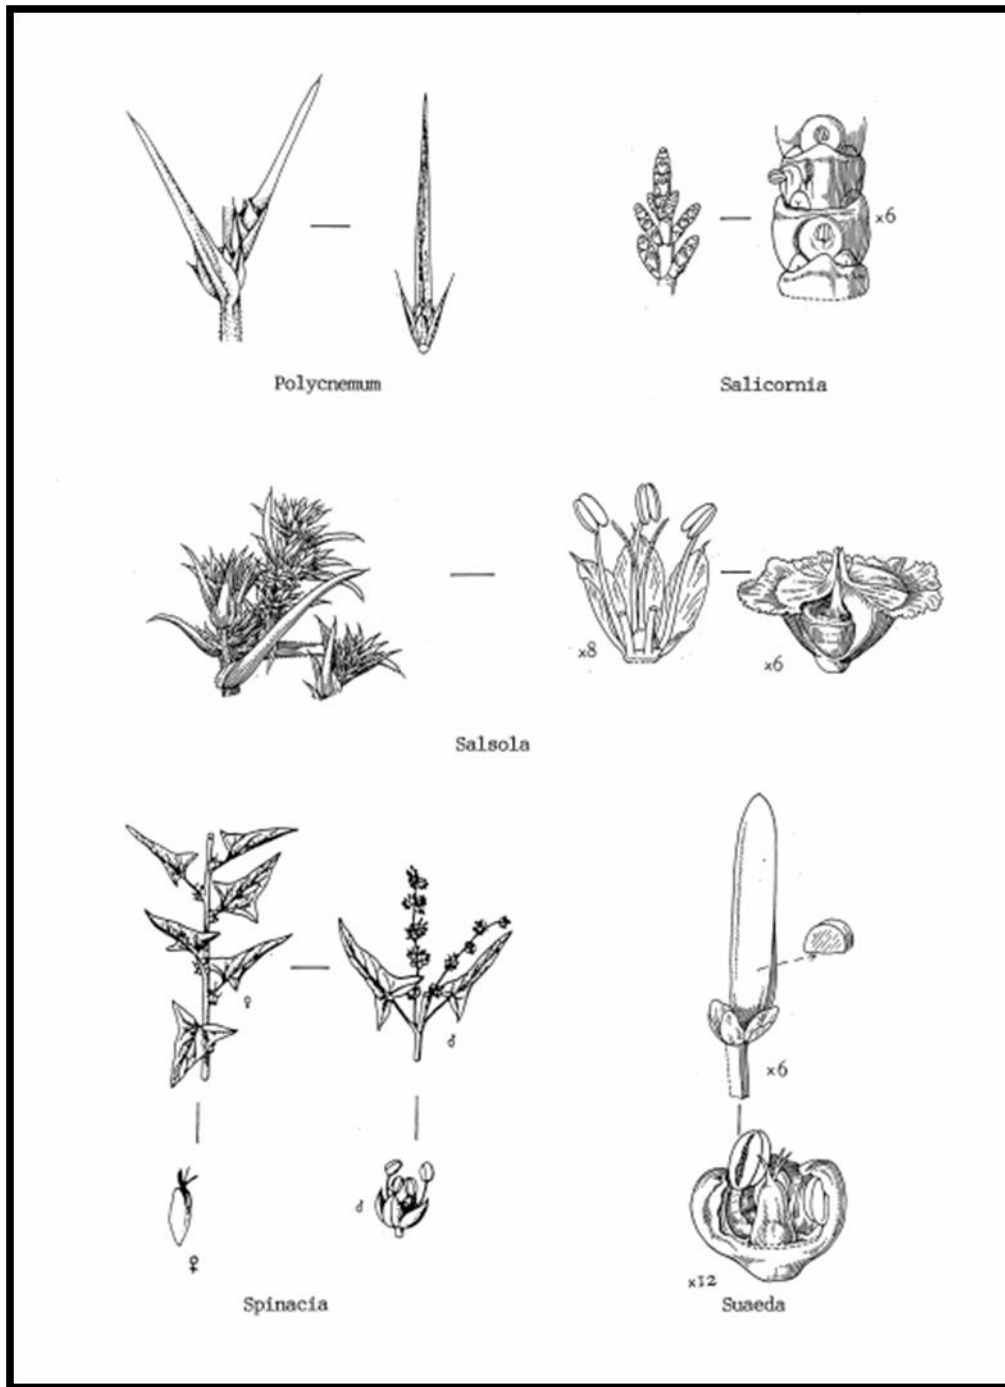 x6
Polycnemum
Salicornia
x8
x6
Salsola
♀
♂
x6
♂
♀
x12
Spinacia
Suaeda